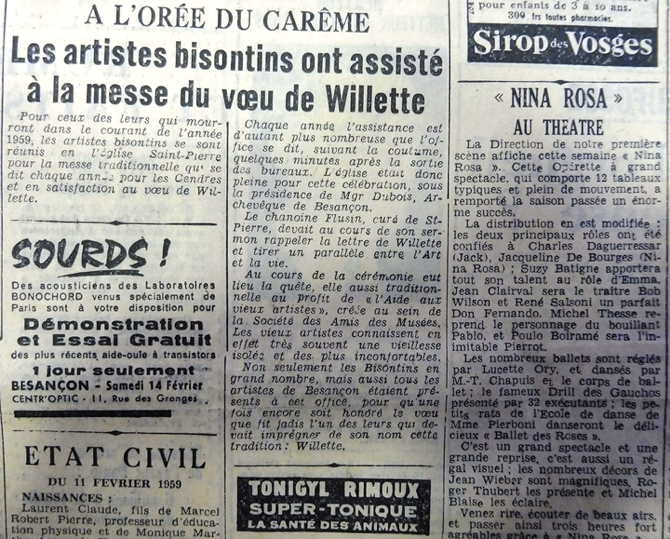 A L'ORÉE DU CARÊME
Les artistes bisontins ont assisté
à la messe du vœu de Willette
Pour ceux des leurs qui mour-
ront dans le courant de l'année
1959, les artistes bisontins se sont
réunis en l'église Saint-Pierre
pour la messe traditionnelle qui se
dit chaque année pour les Cendres
et en satisfaction au vœu de Wil-
lette.
SOURDS !
Des acousticiens des Laboratoires
BONOCHORD venus spécialement de
Paris sont à votre disposition pour
Démonstration
et Essai Gratuit
des plus récents aide-ouïe à transistors
1 jour seulement
BESANÇON - Samedi 14 Février
CENTR'OPTIC - 11, Rue des Granges
ETAT CIVIL
DU 11 FEVRIER 1959
NAISSANCES :
Laurent Claude, fils de Marcel
Robert Pierre, professeur d'éduca-
tion physique et de Monique Mar-
Chaque année l'assistance est
d'autant plus nombreuse que l'of-
fice se dit, suivant la coutume,
quelques minutes après la sortie
des bureaux. L'église était donc
pleine pour cette célébration, sous
la présidence de Mgr Dubois, Ar-
chevêque de Besançon.
Le chanoine Flusin, curé de St-
Pierre, devait au cours de son ser-
mon rappeler la lettre de Willette
et tirer un parallèle entre l'Art
et la vie.
Au cours de la cérémonie eut
lieu la quête, elle aussi tradition-
nelle au profit de « l'Aide aux
vieux artistes », créée au sein de
la Société des Amis des Musées.
Les vieux artistes connaissent en
effet très souvent une vieillesse
isolée et des plus inconfortables.
Non seulement les Bisontins en
grand nombre, mais aussi tous les
artistes de Besançon étaient pré-
sents à cet office, pour qu'une
fois encore soit honoré le vœu
que fit jadis l'un des leurs qui de-
vait imprégner de son nom cette
tradition : Willette.
TONIGYL RIMOUX
SUPER-TONIQUE
LA SANTÉ DES ANIMAUX
pour enfants de 3 à 10 ans.
309 frs toutes pharmacies.
Sirop des Vosges
« NINA ROSA »
AU THEATRE
La Direction de notre première
scène affiche cette semaine « Nina
Rosa ». Cette Opérette à grand
spectacle, qui comporte 12 tableaux
typiques et plein de mouvement, a
remporté la saison passée un énor-
me succès.
La distribution en est modifiée :
les deux principaux rôles ont été
confiés à Charles Daguerressar
(Jack), Jacqueline De Bourges (Ni-
na Rosa) ; Suzy Batigne apportera
tout son talent au rôle d'Emma.
Jean Clairval sera le traître Bob
Wilson et René Salsoni un parfait
Don Fernando. Michel Thesse re-
prend le personnage du bouillant
Pablo, et Poulo Boiramé sera l'i-
nimitable Pierrot.
Les nombreux ballets sont réglés
par Lucette Ory, et dansés par
M.-T. Chapuis et le corps de bal-
let ; le fameux Drill des Gauchos
présenté par 32 exécutants ; les pe-
tits rats de l'Ecole de danse de
Mme Pierboni danseront le déli-
cieux « Ballet des Roses ».
C'est un grand spectacle et une
grande reprise, c'est aussi un ré-
gal visuel ; les nombreux décors de
Jean Wieber sont magnifiques, Ro-
ger Thubert les présente et Michel
Blaise les éclaire.
Venez rire, écouter de beaux airs,
et passer ainsi trois heures fort
agréables grâce à « Nina Rosa ».